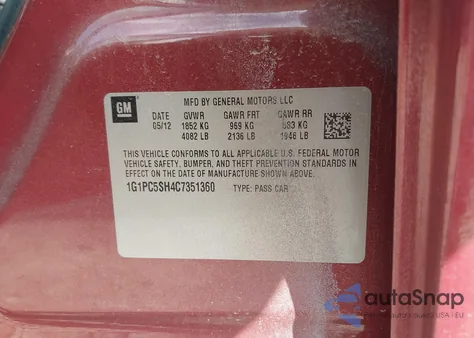 GM
MFD BY GENERAL MOTORS LLC
DATE GVWR GAWR FRT GAWR RR
05/12 1852 KG 969 KG 883 KG
4082 LB 2136 LB 1946 LB
THIS VEHICLE CONFORMS TO ALL APPLICABLE U.S. FEDERAL MOTOR
VEHICLE SAFETY, BUMPER, AND THEFT PREVENTION STANDARDS IN
EFFECT ON THE DATE OF MANUFACTURE SHOWN ABOVE.
1G1PC5SH4C7351360 TYPE: PASS CAR
autoSnap
USA | EU